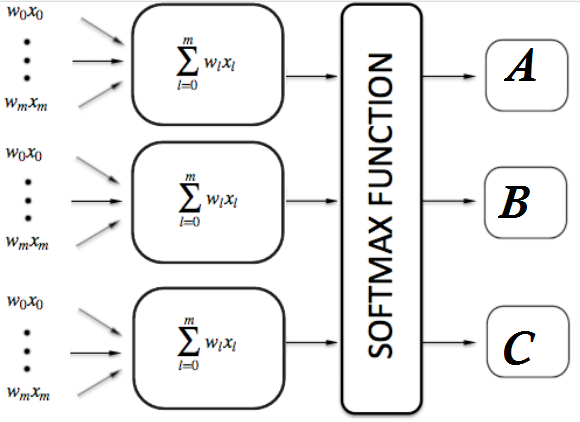 w₀x₀
wₘxₘ
m
∑ wₗxₗ
l=0
A
w₀x₀
wₘxₘ
m
∑ wₗxₗ
l=0
B
w₀x₀
wₘxₘ
m
∑ wₗxₗ
l=0
C
SOFTMAX FUNCTION